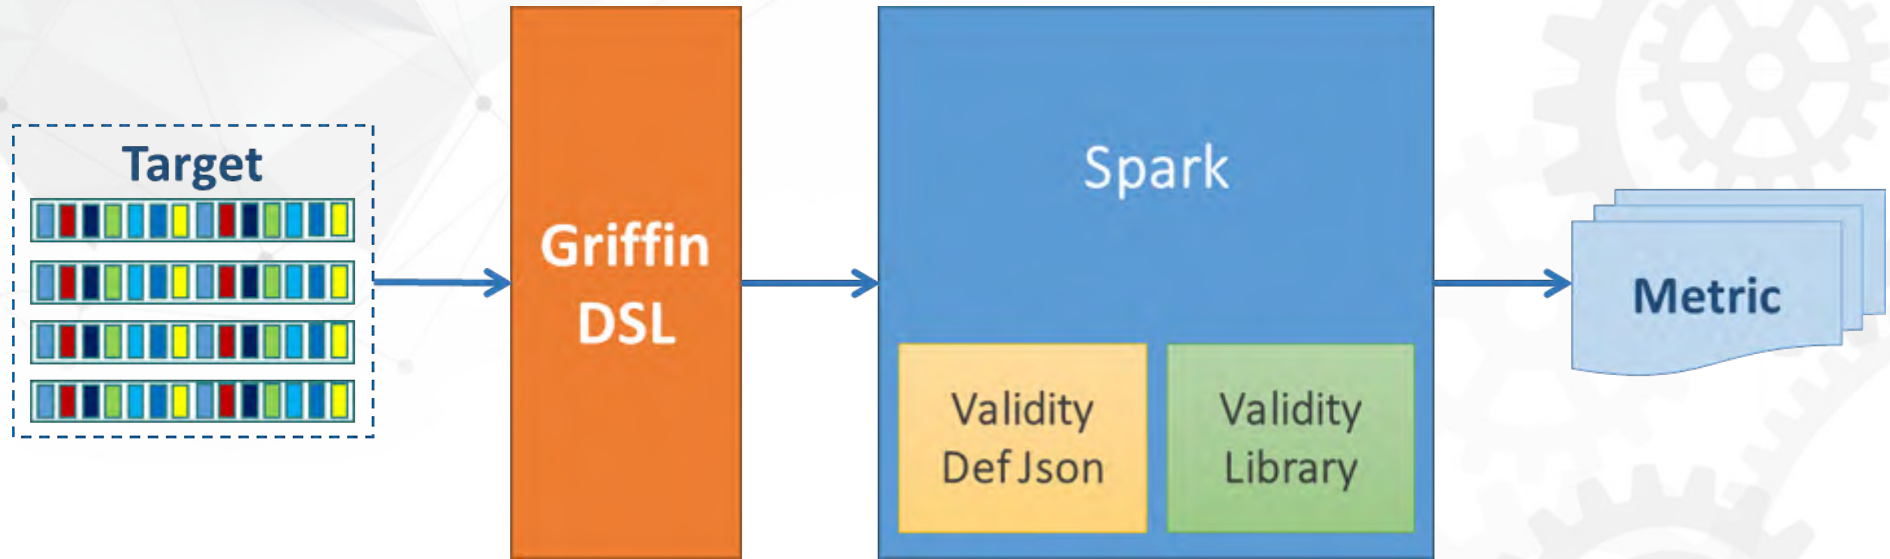 Target
Griffin
DSL
Spark
Validity
Def Json
Validity
Library
Metric